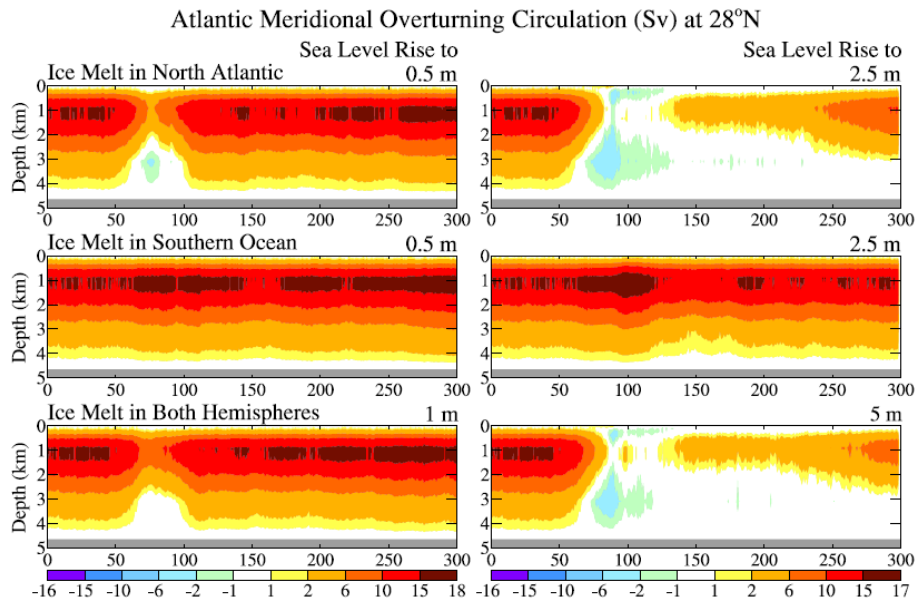 Atlantic Meridional Overturning Circulation (Sv) at 28°N
Sea Level Rise to Sea Level Rise to
Ice Melt in North Atlantic 0.5 m 2.5 m
0
1
2
3
4
5
Depth (km)
0 50 100 150 200 250 300 0 50 100 150 200 250 300
Ice Melt in Southern Ocean 0.5 m 2.5 m
0
1
2
3
4
5
Depth (km)
0 50 100 150 200 250 300 0 50 100 150 200 250 300
Ice Melt in Both Hemispheres 1 m 5 m
0
1
2
3
4
5
Depth (km)
0 50 100 150 200 250 300 0 50 100 150 200 250 300
-16 -15 -10 -6 -2 -1 1 2 6 10 15 18 -16 -15 -10 -6 -2 -1 1 2 6 10 15 17